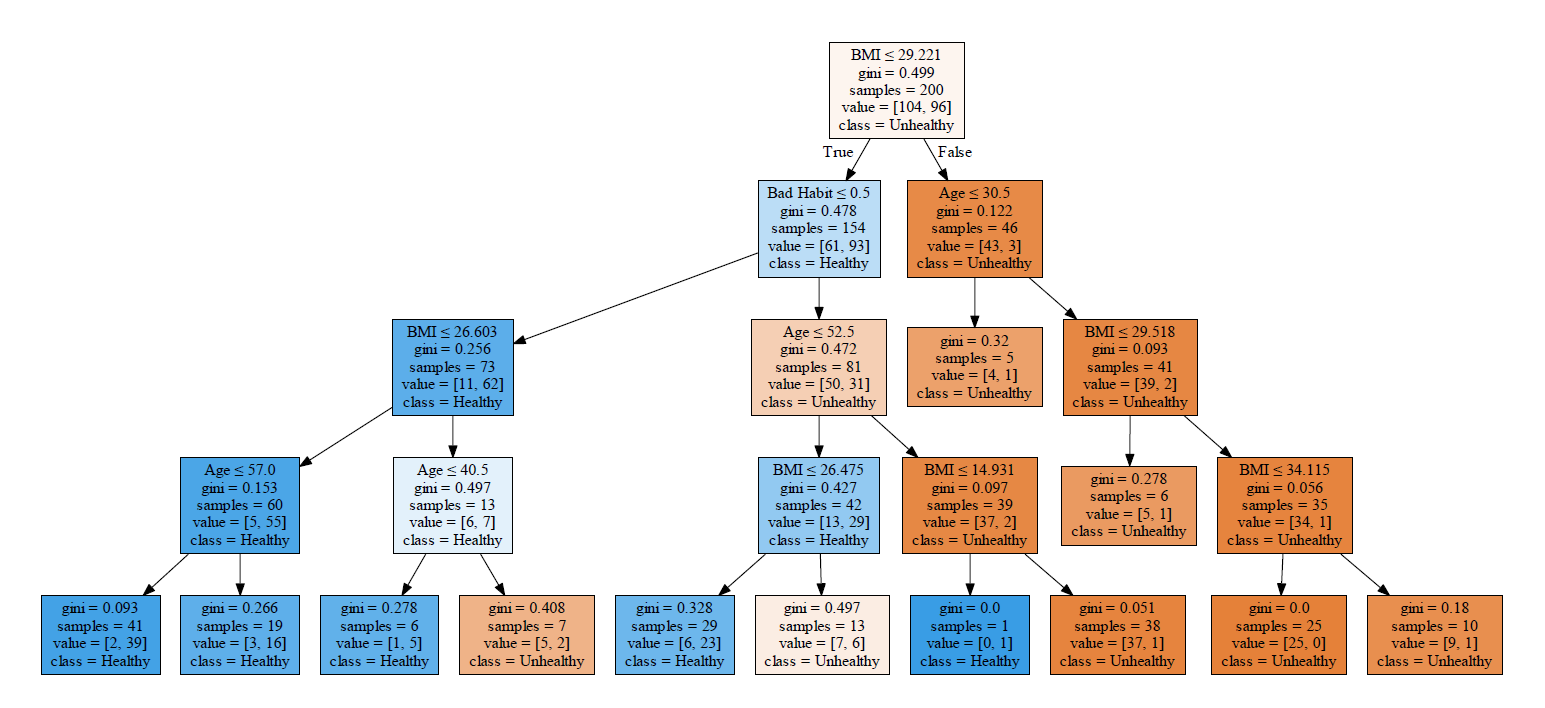 BMI ≤ 29.221
gini = 0.499
samples = 200
value = [104, 96]
class = Unhealthy
True
False
Bad Habit ≤ 0.5
gini = 0.478
samples = 154
value = [61, 93]
class = Healthy
Age ≤ 30.5
gini = 0.122
samples = 46
value = [43, 3]
class = Unhealthy
BMI ≤ 26.603
gini = 0.256
samples = 73
value = [11, 62]
class = Healthy
Age ≤ 52.5
gini = 0.472
samples = 81
value = [50, 31]
class = Unhealthy
gini = 0.32
samples = 5
value = [4, 1]
class = Unhealthy
BMI ≤ 29.518
gini = 0.093
samples = 41
value = [39, 2]
class = Unhealthy
Age ≤ 57.0
gini = 0.153
samples = 60
value = [5, 55]
class = Healthy
Age ≤ 40.5
gini = 0.497
samples = 13
value = [6, 7]
class = Healthy
BMI ≤ 26.475
gini = 0.427
samples = 42
value = [13, 29]
class = Healthy
BMI ≤ 14.931
gini = 0.097
samples = 39
value = [37, 2]
class = Unhealthy
gini = 0.278
samples = 6
value = [5, 1]
class = Unhealthy
BMI ≤ 34.115
gini = 0.056
samples = 35
value = [34, 1]
class = Unhealthy
gini = 0.093
samples = 41
value = [2, 39]
class = Healthy
gini = 0.266
samples = 19
value = [3, 16]
class = Healthy
gini = 0.278
samples = 6
value = [1, 5]
class = Healthy
gini = 0.408
samples = 7
value = [5, 2]
class = Unhealthy
gini = 0.328
samples = 29
value = [6, 23]
class = Healthy
gini = 0.497
samples = 13
value = [7, 6]
class = Unhealthy
gini = 0.0
samples = 1
value = [0, 1]
class = Healthy
gini = 0.051
samples = 38
value = [37, 1]
class = Unhealthy
gini = 0.0
samples = 25
value = [25, 0]
class = Unhealthy
gini = 0.18
samples = 10
value = [9, 1]
class = Unhealthy